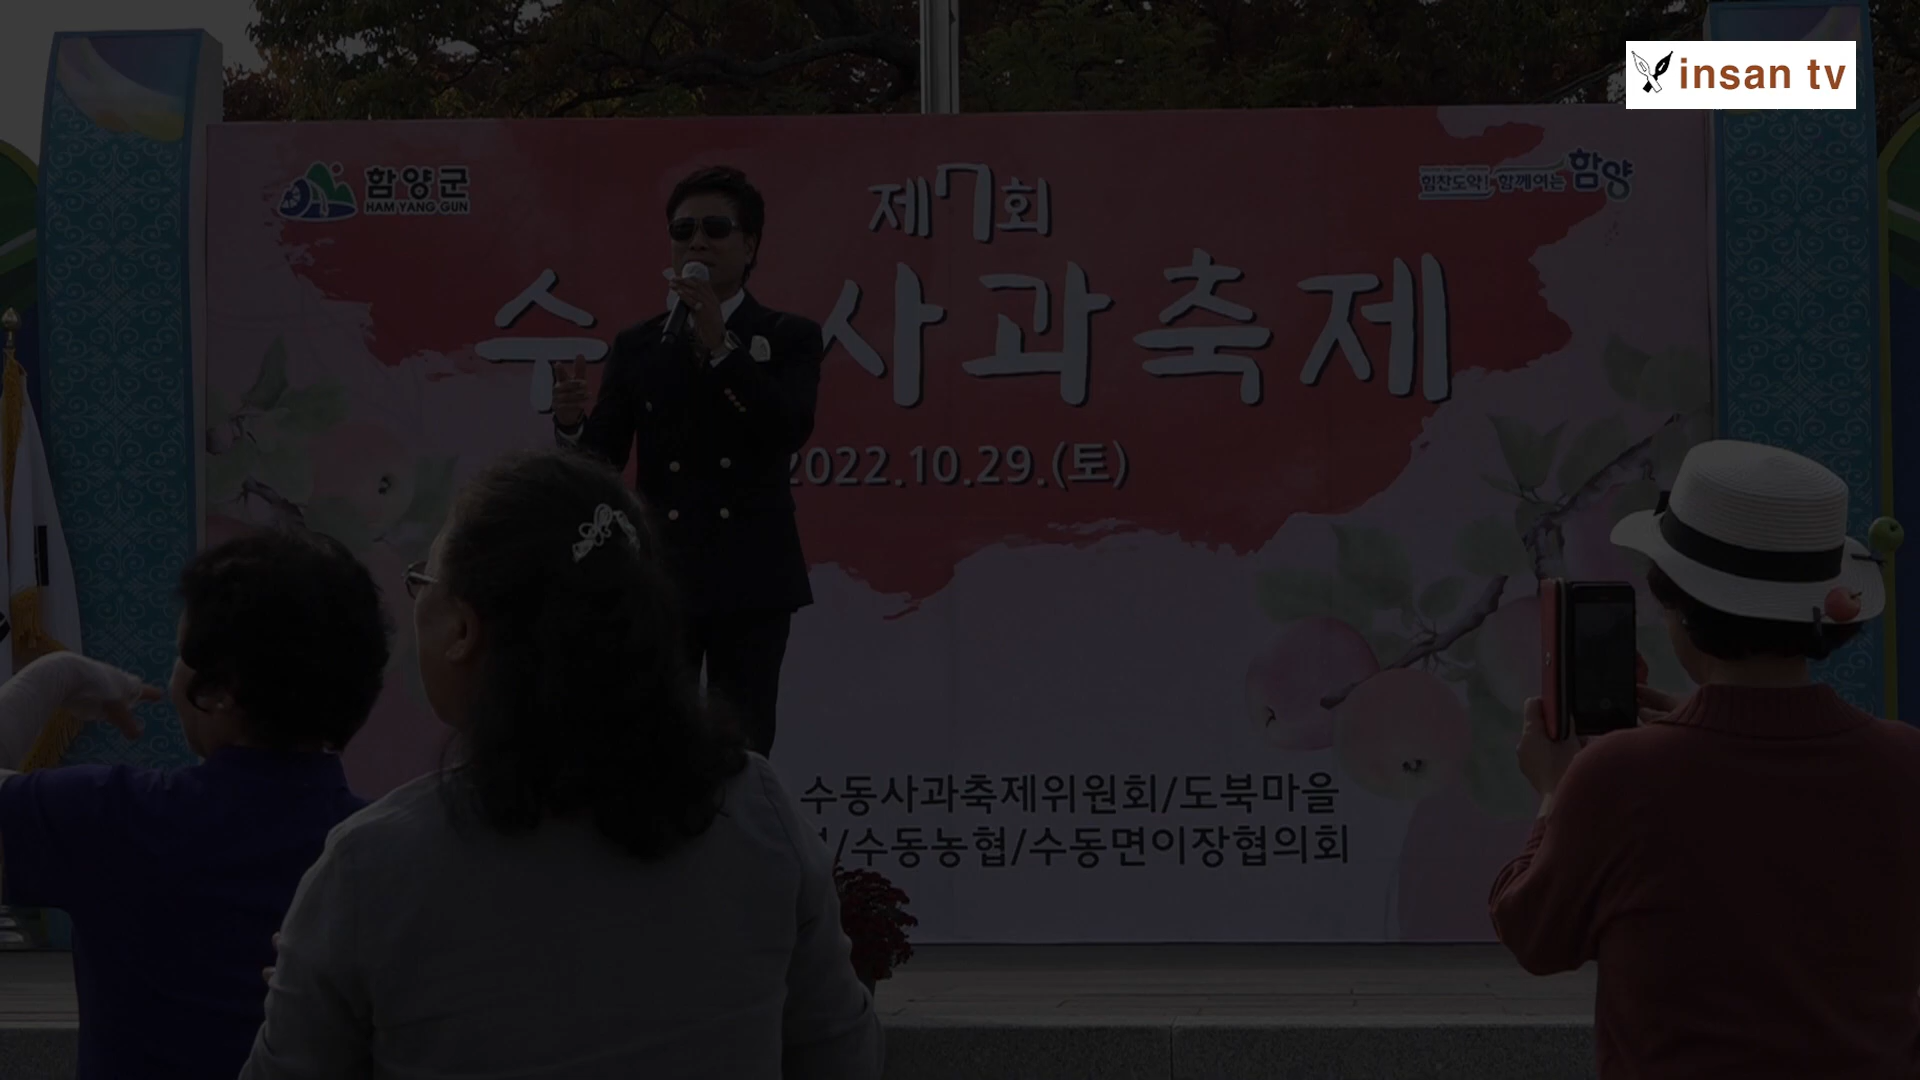 insan tv
함양군
HAM YANG GUN
힘찬도약! 함께여는 함양
제7회
수 사과축제
2022.10.29.(토)
수동사과축제위원회/도북마을
/수동농협/수동면이장협의회